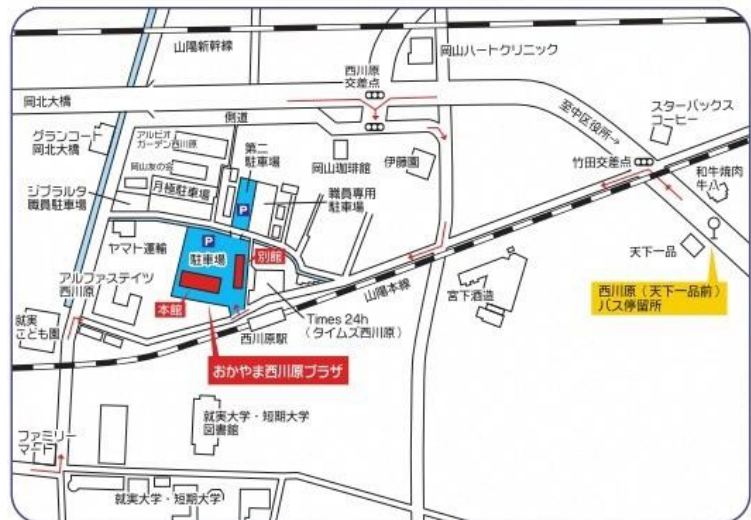 山陽新幹線
岡山ハートクリニック
西川原
交差点
岡北大橋
側道
至中区役所→
スターバックス
コーヒー
グランコート
岡北大橋
アルビオ
ガーデン西川原
第二
駐車場
岡山友の会
岡山珈琲館
伊藤園
竹田交差点
和牛焼肉
牛八
月極駐車場
ジブラルタ
職員駐車場
職員専用
駐車場
P
ヤマト運輸
P
駐車場
別館
天下一品
山陽本線
アルファステイツ
西川原
宮下酒造
西川原(天下一品前)
バス停留所
本館
Times 24h
(タイムズ西川原)
就実
こども園
西川原駅
おかやま西川原プラザ
就実大学・短期大学
図書館
ファミリー
マート
就実大学・短期大学